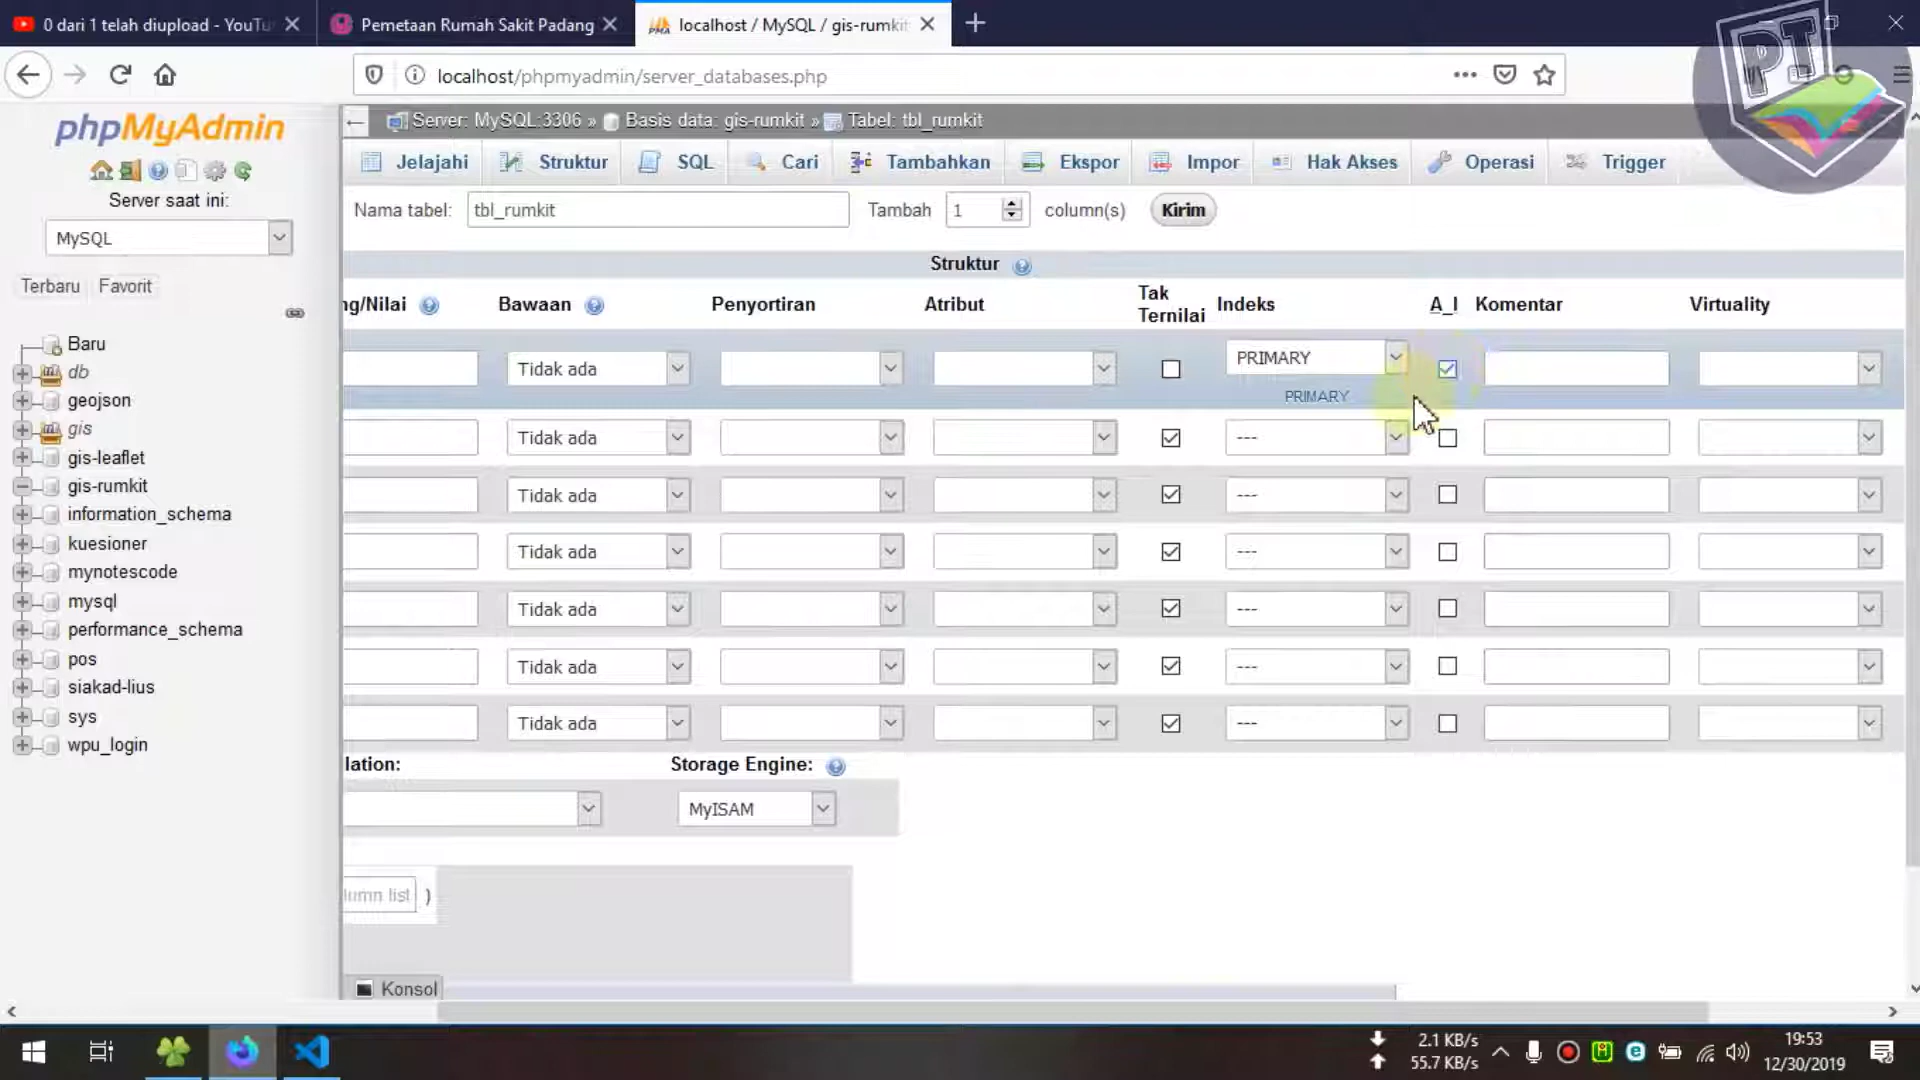 0 dari 1 telah diupload - YouTu
Pemetaan Rumah Sakit Padang
localhost / MySQL / gis-rumki
localhost/phpmyadmin/server_databases.php
PT
phpMyAdmin
Server saat ini:
MySQL
Terbaru Favorit
Baru
db
geojson
gis
gis-leaflet
gis-rumkit
information_schema
kuesioner
mynotescode
mysql
performance_schema
pos
siakad-lius
sys
wpu_login
Server: MySQL:3306 » Basis data: gis-rumkit » Tabel: tbl_rumkit
Jelajahi Struktur SQL Cari Tambahkan Ekspor Impor Hak Akses Operasi Trigger
Nama tabel: tbl_rumkit Tambah 1 column(s) Kirim
Struktur
ng/Nilai Bawaan Penyortiran Atribut Tak Ternilai Indeks A_I Komentar Virtuality
Tidak ada PRIMARY
PRIMARY
Tidak ada ---
Tidak ada ---
Tidak ada ---
Tidak ada ---
Tidak ada ---
Tidak ada ---
lation: Storage Engine:
MyISAM
lumn list )
Konsol
2.1 KB/s
55.7 KB/s
19:53
12/30/2019